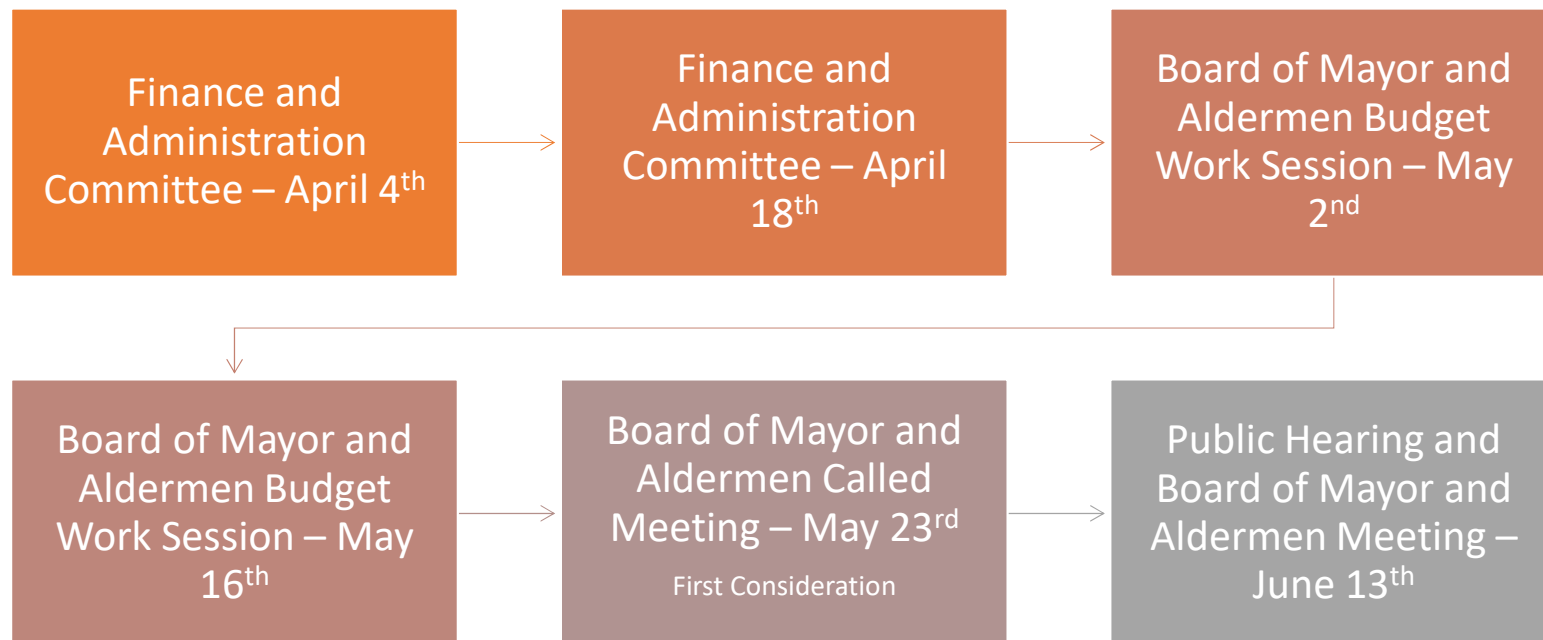 Finance and
Administration
Committee – April 4th
Finance and
Administration
Committee – April
18th
Board of Mayor and
Aldermen Budget
Work Session – May
2nd
Board of Mayor and
Aldermen Budget
Work Session – May
16th
Board of Mayor and
Aldermen Called
Meeting – May 23rd
First Consideration
Public Hearing and
Board of Mayor and
Aldermen Meeting –
June 13th